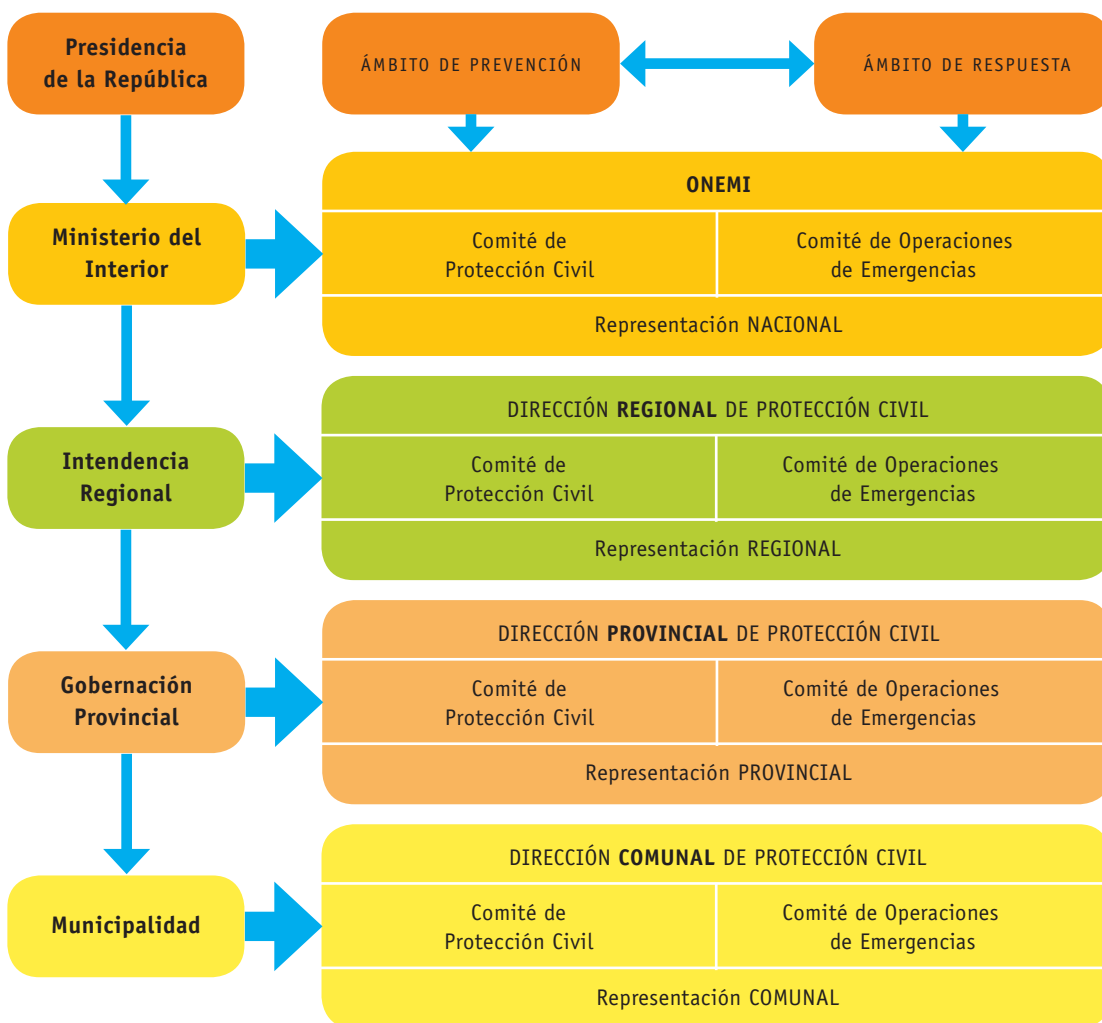 Presidencia
de la República
ÁMBITO DE PREVENCIÓN
ÁMBITO DE RESPUESTA
Ministerio del
Interior
ONEMI
Comité de
Protección Civil
Comité de Operaciones
de Emergencias
Representación NACIONAL
Intendencia
Regional
DIRECCIÓN REGIONAL DE PROTECCIÓN CIVIL
Comité de
Protección Civil
Comité de Operaciones
de Emergencias
Representación REGIONAL
Gobernación
Provincial
DIRECCIÓN PROVINCIAL DE PROTECCIÓN CIVIL
Comité de
Protección Civil
Comité de Operaciones
de Emergencias
Representación PROVINCIAL
Municipalidad
DIRECCIÓN COMUNAL DE PROTECCIÓN CIVIL
Comité de
Protección Civil
Comité de Operaciones
de Emergencias
Representación COMUNAL